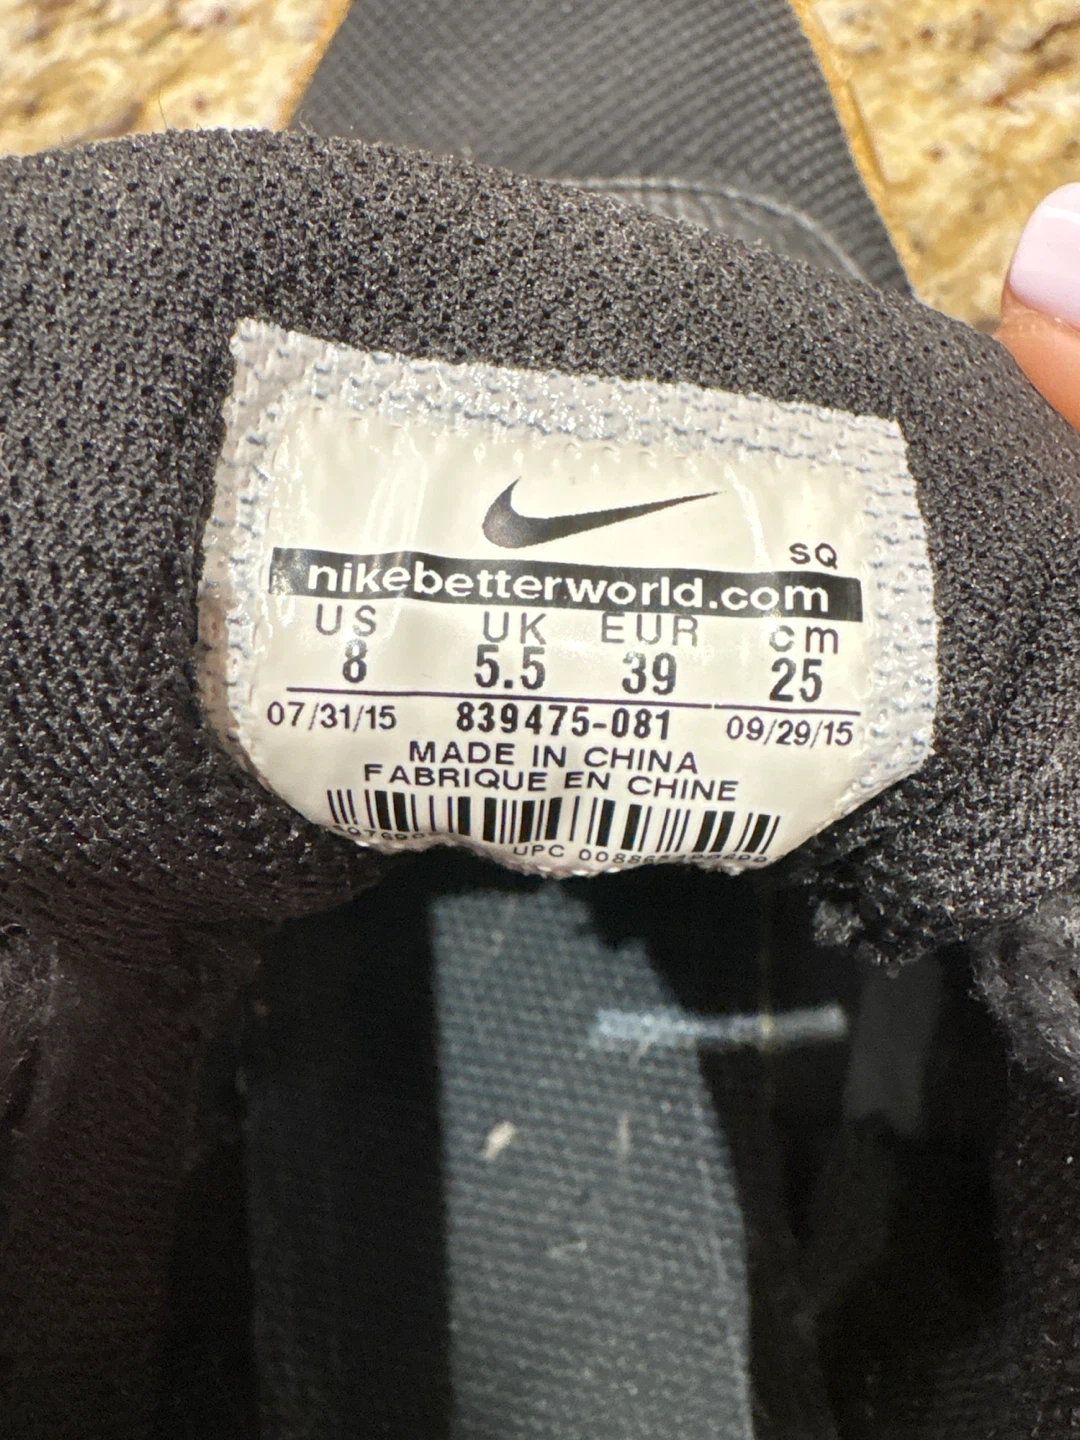 SQ
nikebetterworld.com
US UK EUR cm
8 5.5 39 25
07/31/15 839475-081 09/29/15
MADE IN CHINA
FABRIQUE EN CHINE
UPC